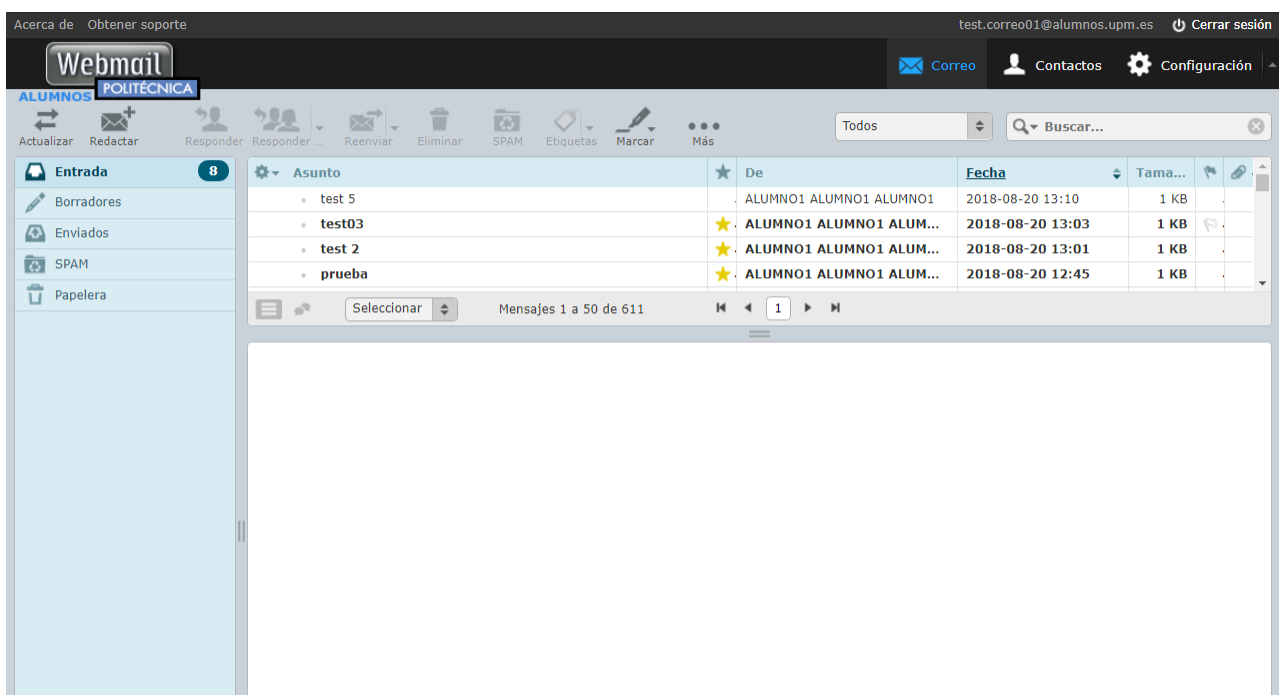 Acerca de Obtener soporte test.correo01@alumnos.upm.es Cerrar sesión
Webmail
POLITÉCNICA
ALUMNOS
Correo Contactos Configuración
Actualizar Redactar Responder Responder ... Reenviar Eliminar SPAM Etiquetas Marcar Más Todos Buscar...
Entrada 8
Borradores
Enviados
SPAM
Papelera
Asunto De Fecha Tama...
test 5 ALUMNO1 ALUMNO1 ALUMNO1 2018-08-20 13:10 1 KB
test03 ALUMNO1 ALUMNO1 ALUM... 2018-08-20 13:03 1 KB
test 2 ALUMNO1 ALUMNO1 ALUM... 2018-08-20 13:01 1 KB
prueba ALUMNO1 ALUMNO1 ALUM... 2018-08-20 12:45 1 KB
Seleccionar Mensajes 1 a 50 de 611 1